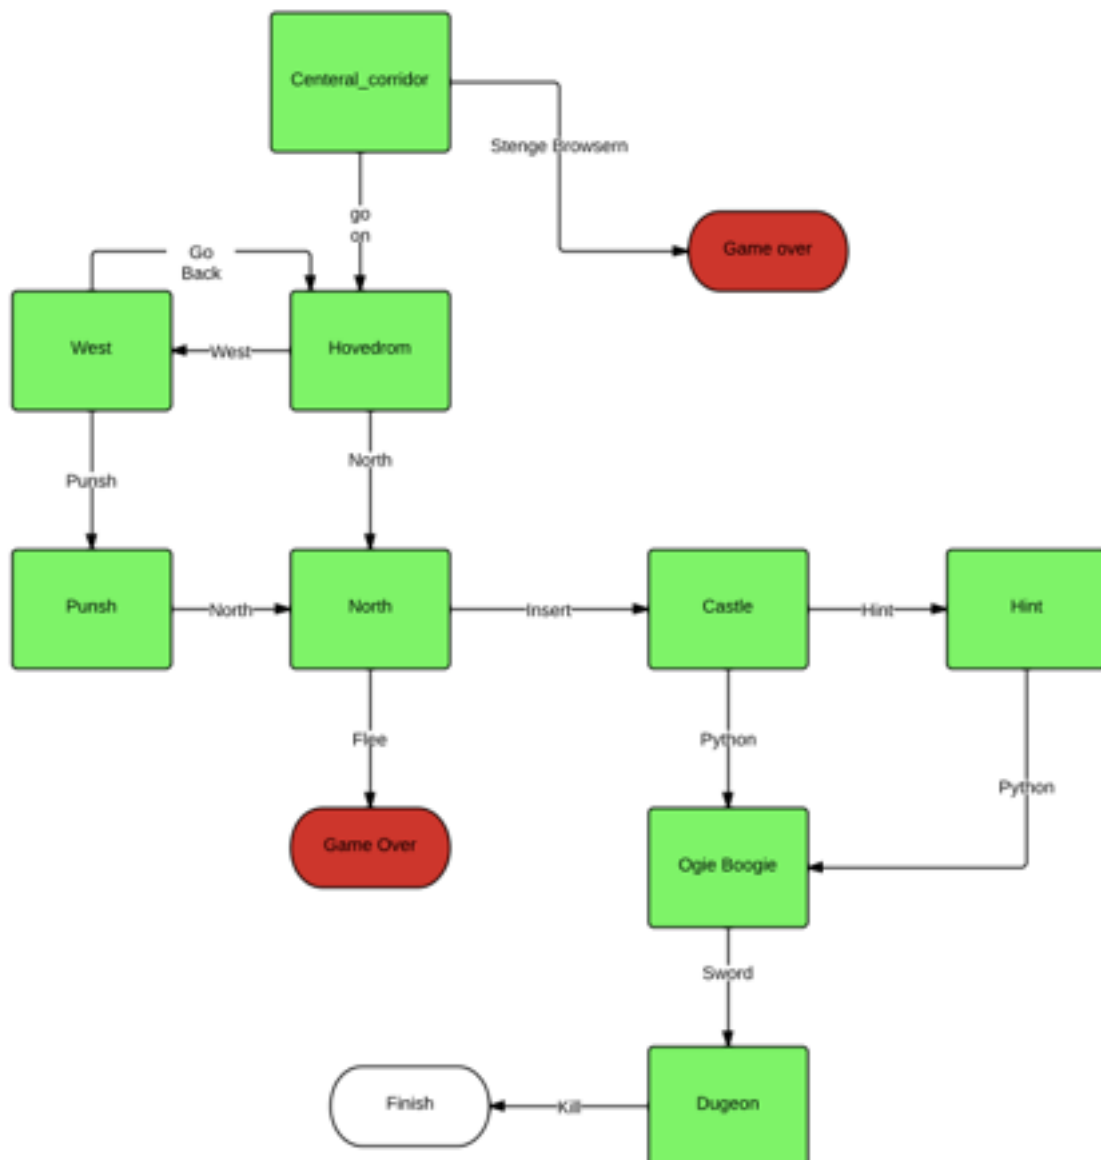 Centeral_corridor
Stenge Browsern
go
on
Game over
Go
Back
West
West
Hovedrom
North
Punsh
Punsh
North
North
Insert
Castle
Hint
Hint
Flee
Python
Python
Game Over
Ogie Boogie
Sword
Finish
Kill
Dugeon